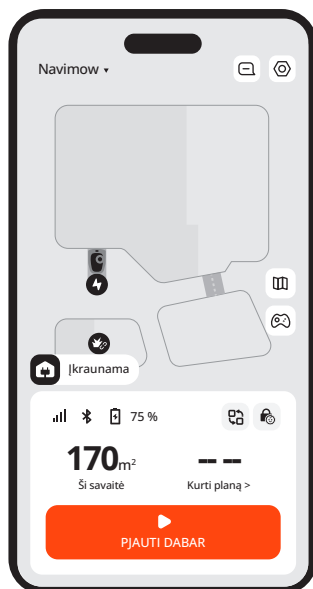 Navimow
Įkraunama
75 %
170m²
-- --
Ši savaitė
Kurti planą >
PJAUTI DABAR